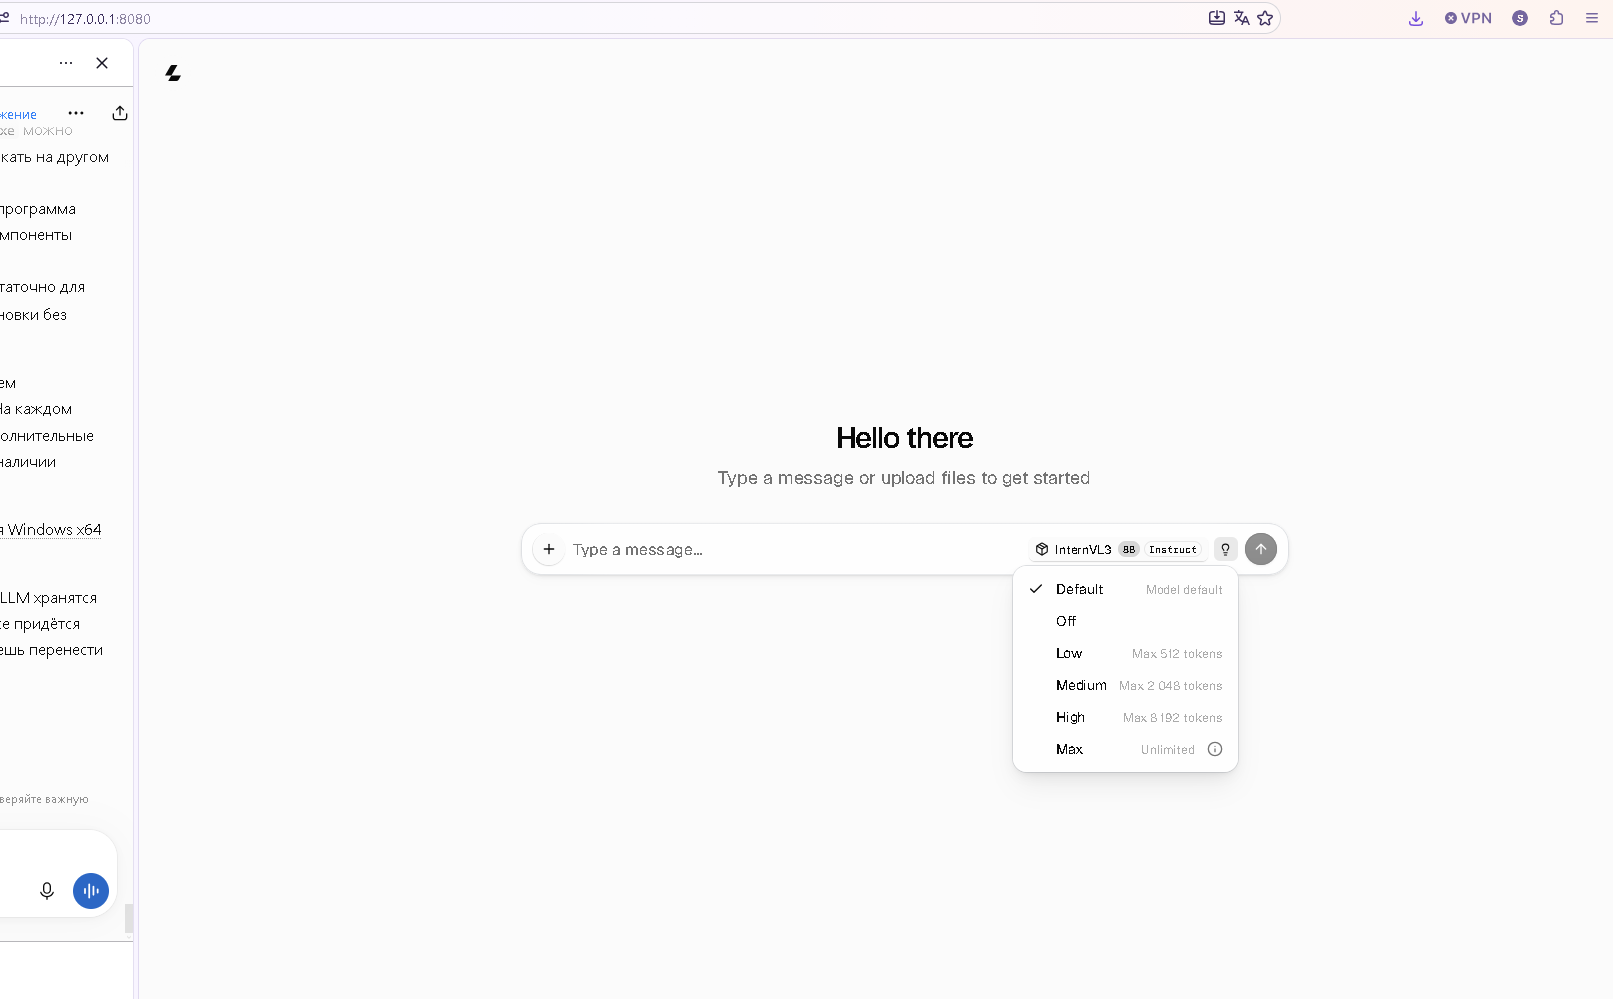 http://127.0.0.1:8080
VPN
S
жение
хе можно
кать на другом
программа
мпоненты
таточно для
новки без
ем
На каждом
олнительные
наличии
я Windows x64
LLM хранятся
же придётся
ешь перенести
веряйте важную
Hello there
Type a message or upload files to get started
Type a message...
InternVL3 8B Instruct
Default Model default
Off
Low Max 512 tokens
Medium Max 2 048 tokens
High Max 8 192 tokens
Max Unlimited